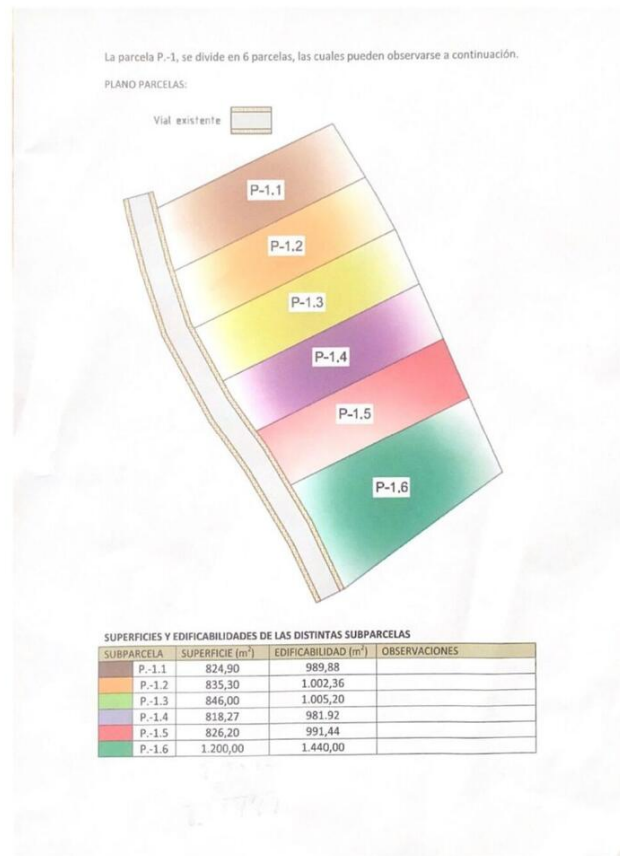 La parcela P.-1, se divide en 6 parcelas, las cuales pueden observarse a continuación.
PLANO PARCELAS:
Vial existente
P-1.1
P-1.2
P-1.3
P-1.4
P-1.5
P-1.6
SUPERFICIES Y EDIFICABILIDADES DE LAS DISTINTAS SUBPARCELAS
SUBPARCELA SUPERFICIE (m²) EDIFICABILIDAD (m²) OBSERVACIONES
P.-1.1 824,90 989,88
P.-1.2 835,30 1.002,36
P.-1.3 846,00 1.005,20
P.-1.4 818,27 981.92
P.-1.5 826,20 991,44
P.-1.6 1.200,00 1.440,00